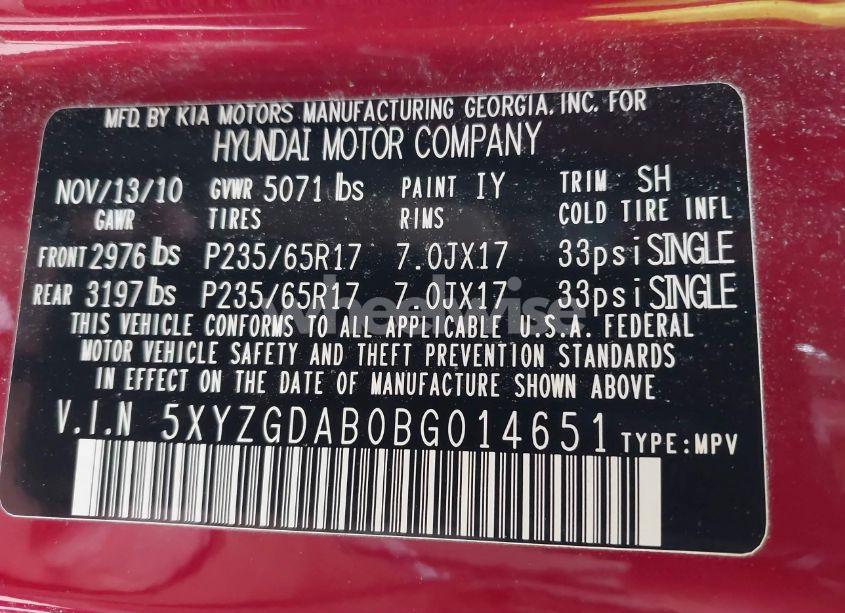 MFD. BY KIA MOTORS MANUFACTURING GEORGIA, INC. FOR
HYUNDAI MOTOR COMPANY
NOV/13/10 GVWR 5071 lbs PAINT IY TRIM SH
GAWR TIRES RIMS COLD TIRE INFL
FRONT 2976 lbs P235/65R17 7.0JX17 33psi SINGLE
REAR 3197 lbs P235/65R17 7.0JX17 33psi SINGLE
wheelwise
THIS VEHICLE CONFORMS TO ALL APPLICABLE U.S.A. FEDERAL
MOTOR VEHICLE SAFETY AND THEFT PREVENTION STANDARDS
IN EFFECT ON THE DATE OF MANUFACTURE SHOWN ABOVE
V.I.N 5XYZGDAB0BG014651 TYPE:MPV